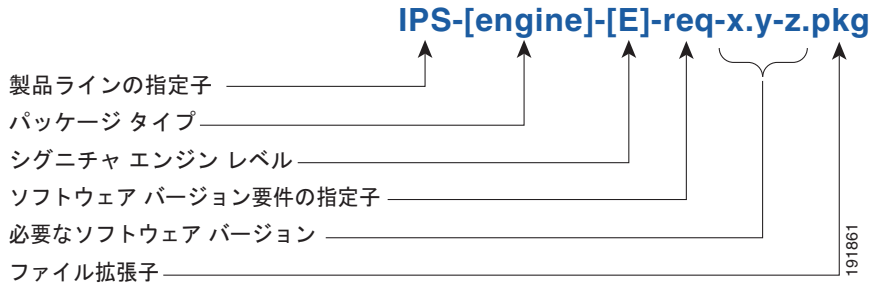 IPS-[engine]-[E]-req-x.y-z.pkg
製品ラインの指定子
パッケージ タイプ
シグニチャ エンジン レベル
ソフトウェア バージョン要件の指定子
必要なソフトウェア バージョン
ファイル拡張子
191861